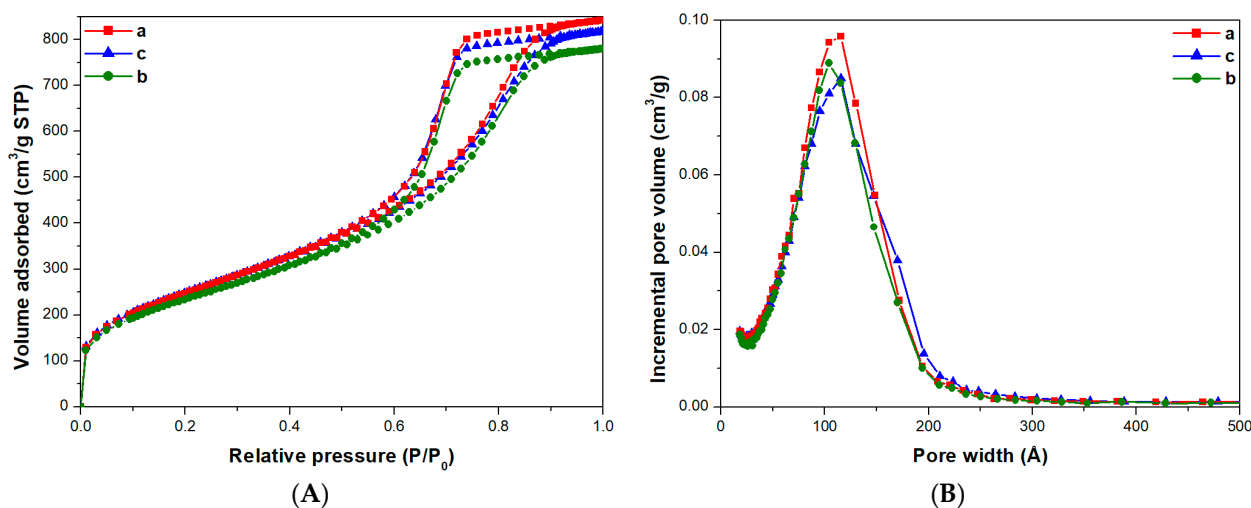 a
c
b
Volume adsorbed (cm³/g STP)
800
700
600
500
400
300
200
100
0
0.0 0.2 0.4 0.6 0.8 1.0
Relative pressure (P/P₀)
(A)
a
c
b
Incremental pore volume (cm³/g)
0.10
0.08
0.06
0.04
0.02
0.00
0 100 200 300 400 500
Pore width (Å)
(B)